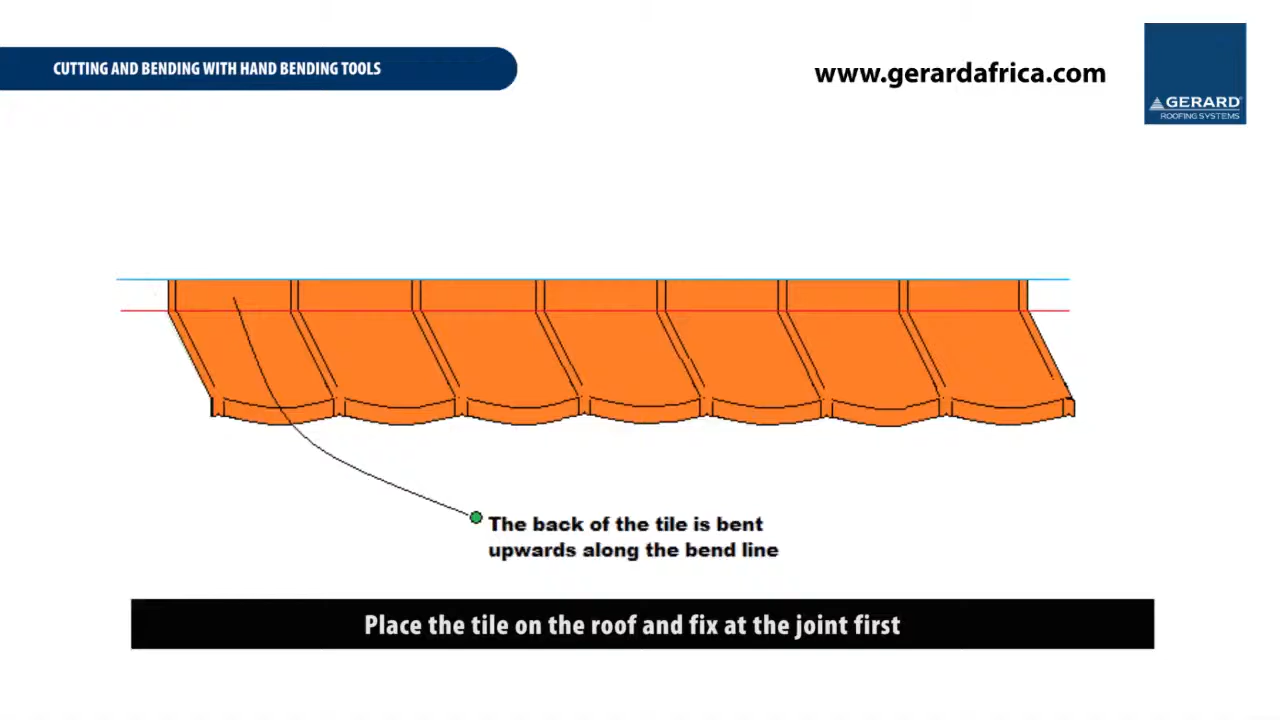 CUTTING AND BENDING WITH HAND BENDING TOOLS
www.gerardafrica.com
GERARD®
ROOFING SYSTEMS
The back of the tile is bent
upwards along the bend line
Place the tile on the roof and fix at the joint first